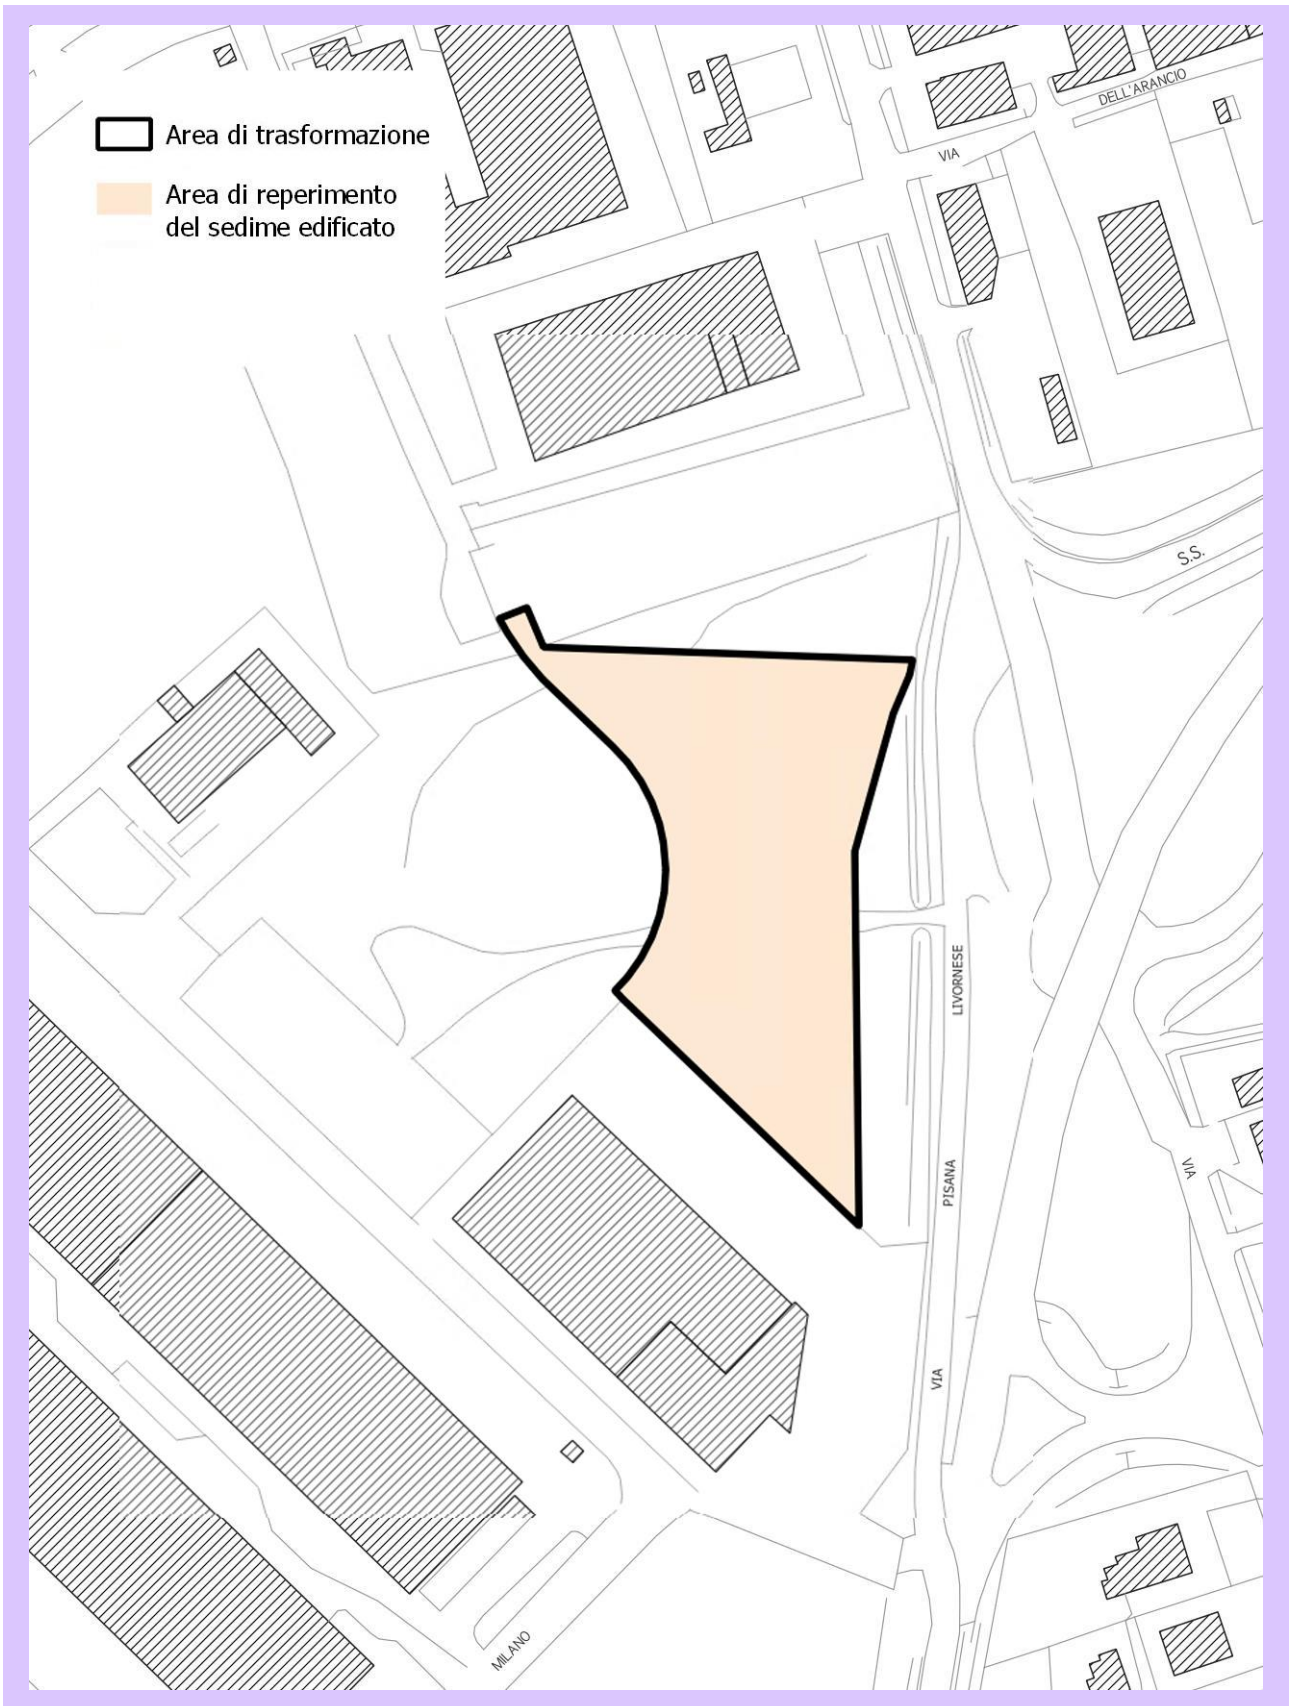 DELL'ARANCIO
Area di trasformazione
VIA
Area di reperimento
del sedime edificato
S.S.
LIVORNESE
PISANA
VIA
VIA
MILANO